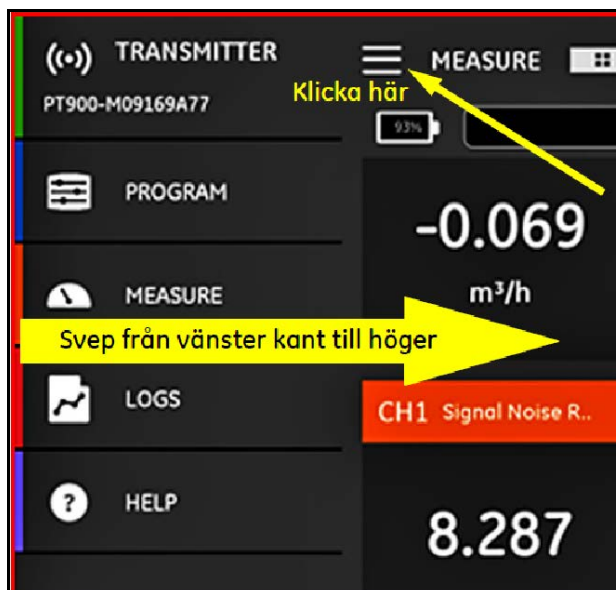 TRANSMITTER
PT900-M09169A77
PROGRAM
MEASURE
LOGS
HELP
MEASURE
Klicka här
93%
-0.069
m³/h
Svep från vänster kant till höger
CH1 Signal Noise R..
8.287